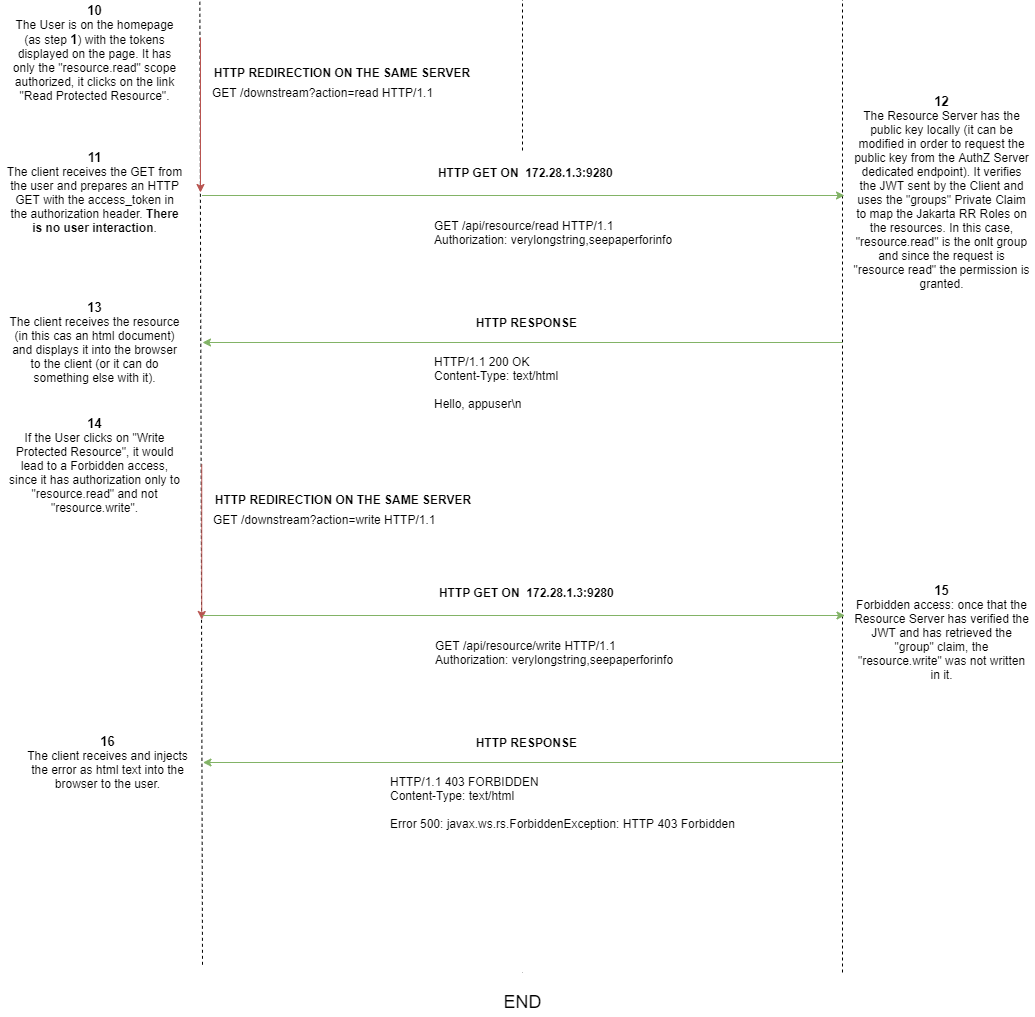 10
The User is on the homepage
(as step 1) with the tokens
displayed on the page. It has
only the "resource.read" scope
authorized, it clicks on the link
"Read Protected Resource".
HTTP REDIRECTION ON THE SAME SERVER
GET /downstream?action=read HTTP/1.1
11
The client receives the GET from
the user and prepares an HTTP
GET with the access_token in
the authorization header. There
is no user interaction.
HTTP GET ON 172.28.1.3:9280
GET /api/resource/read HTTP/1.1
Authorization: verylongstring,seepaperforinfo
12
The Resource Server has the
public key locally (it can be
modified in order to request the
public key from the AuthZ Server
dedicated endpoint). It verifies
the JWT sent by the Client and
uses the "groups" Private Claim
to map the Jakarta RR Roles on
the resources. In this case,
"resource.read" is the onlt group
and since the request is
"resource read" the permission is
granted.
13
The client receives the resource
(in this cas an html document)
and displays it into the browser
to the client (or it can do
something else with it).
HTTP RESPONSE
HTTP/1.1 200 OK
Content-Type: text/html
Hello, appuser\n
14
If the User clicks on "Write
Protected Resource", it would
lead to a Forbidden access,
since it has authorization only to
"resource.read" and not
"resource.write".
HTTP REDIRECTION ON THE SAME SERVER
GET /downstream?action=write HTTP/1.1
HTTP GET ON 172.28.1.3:9280
GET /api/resource/write HTTP/1.1
Authorization: verylongstring,seepaperforinfo
15
Forbidden access: once that the
Resource Server has verified the
JWT and has retrieved the
"group" claim, the
"resource.write" was not written
in it.
16
The client receives and injects
the error as html text into the
browser to the user.
HTTP RESPONSE
HTTP/1.1 403 FORBIDDEN
Content-Type: text/html
Error 500: javax.ws.rs.ForbiddenException: HTTP 403 Forbidden
END